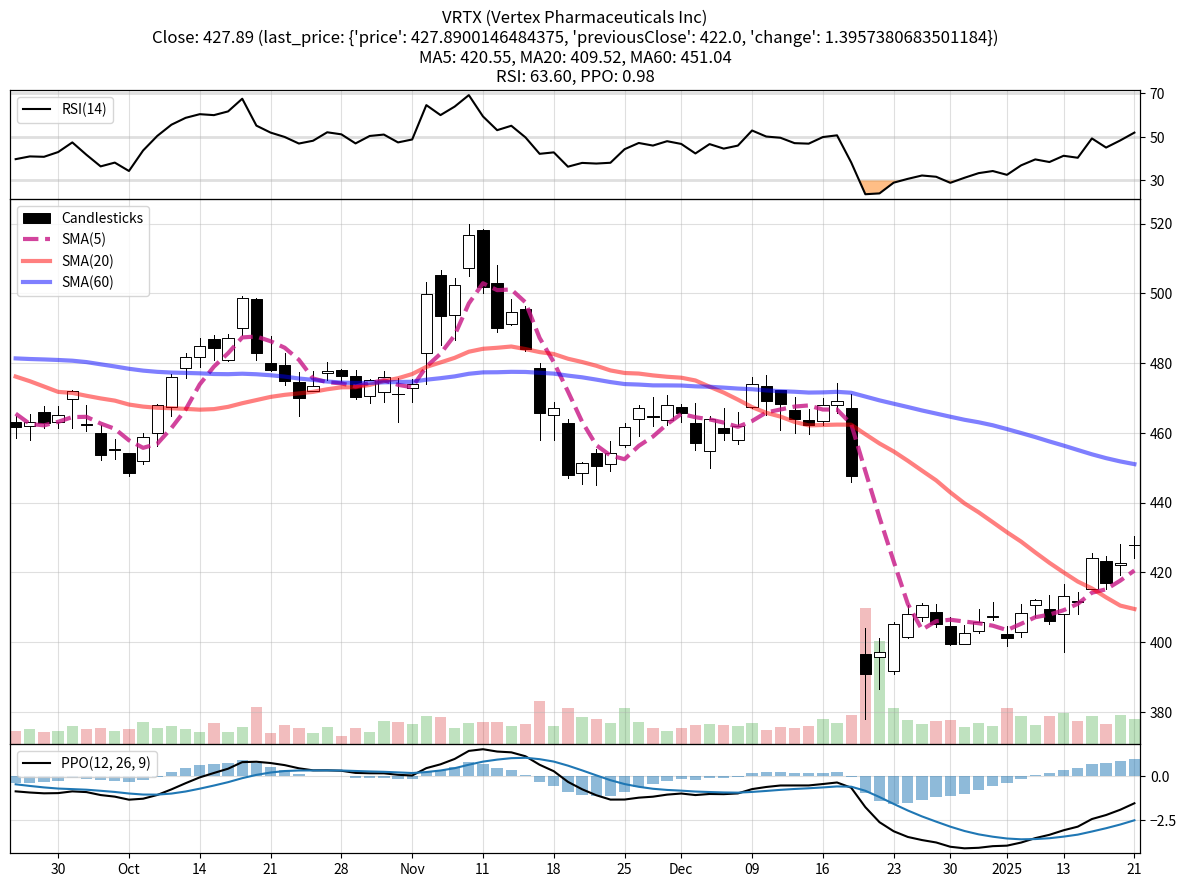 VRTX (Vertex Pharmaceuticals Inc)
Close: 427.89 (last_price: {'price': 427.8900146484375, 'previousClose': 422.0, 'change': 1.3957380683501184})
MA5: 420.55, MA20: 409.52, MA60: 451.04
RSI: 63.60, PPO: 0.98
RSI(14)
70
50
30
Candlesticks
SMA(5)
SMA(20)
SMA(60)
520
500
480
460
440
420
400
380
PPO(12, 26, 9)
0.0
−2.5
30 Oct 14 21 28 Nov 11 18 25 Dec 09 16 23 30 2025 13 21